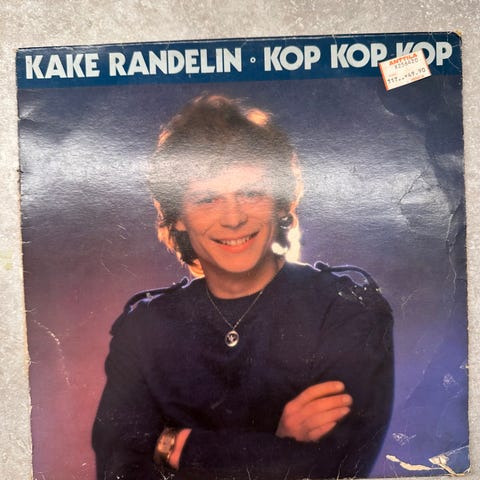 KAKE RANDELIN • KOP KOP KOP
ANTTILA